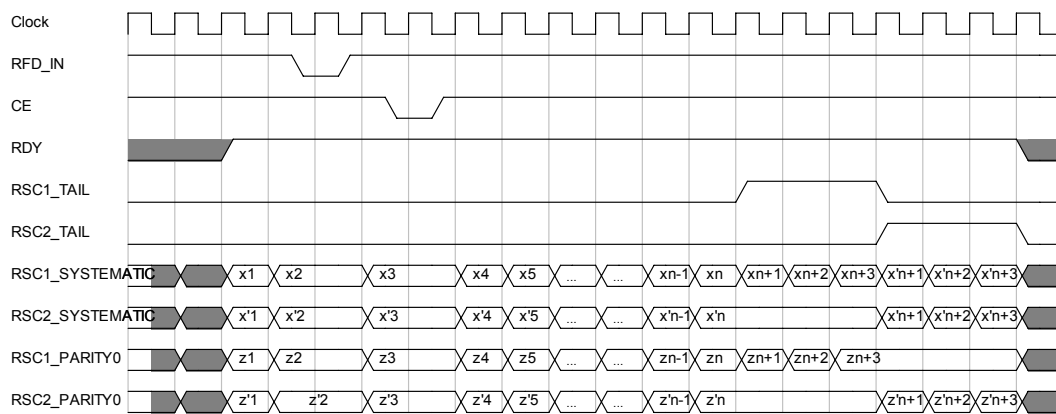 Clock
RFD_IN
CE
RDY
RSC1_TAIL
RSC2_TAIL
RSC1_SYSTEMATIC x1 x2 x3 x4 x5 ... ... xn-1 xn xn+1 xn+2 xn+3 x'n+1 x'n+2 x'n+3
RSC2_SYSTEMATIC x'1 x'2 x'3 x'4 x'5 ... ... x'n-1 x'n x'n+1 x'n+2 x'n+3
RSC1_PARITY0 z1 z2 z3 z4 z5 ... ... zn-1 zn zn+1 zn+2 zn+3
RSC2_PARITY0 z'1 z'2 z'3 z'4 z'5 ... ... z'n-1 z'n z'n+1 z'n+2 z'n+3